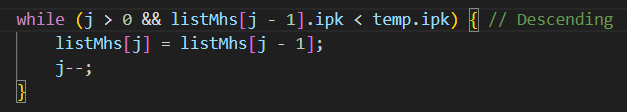 while (j > 0 && listMhs[j - 1].ipk < temp.ipk) { // Descending
    listMhs[j] = listMhs[j - 1];
    j--;
}